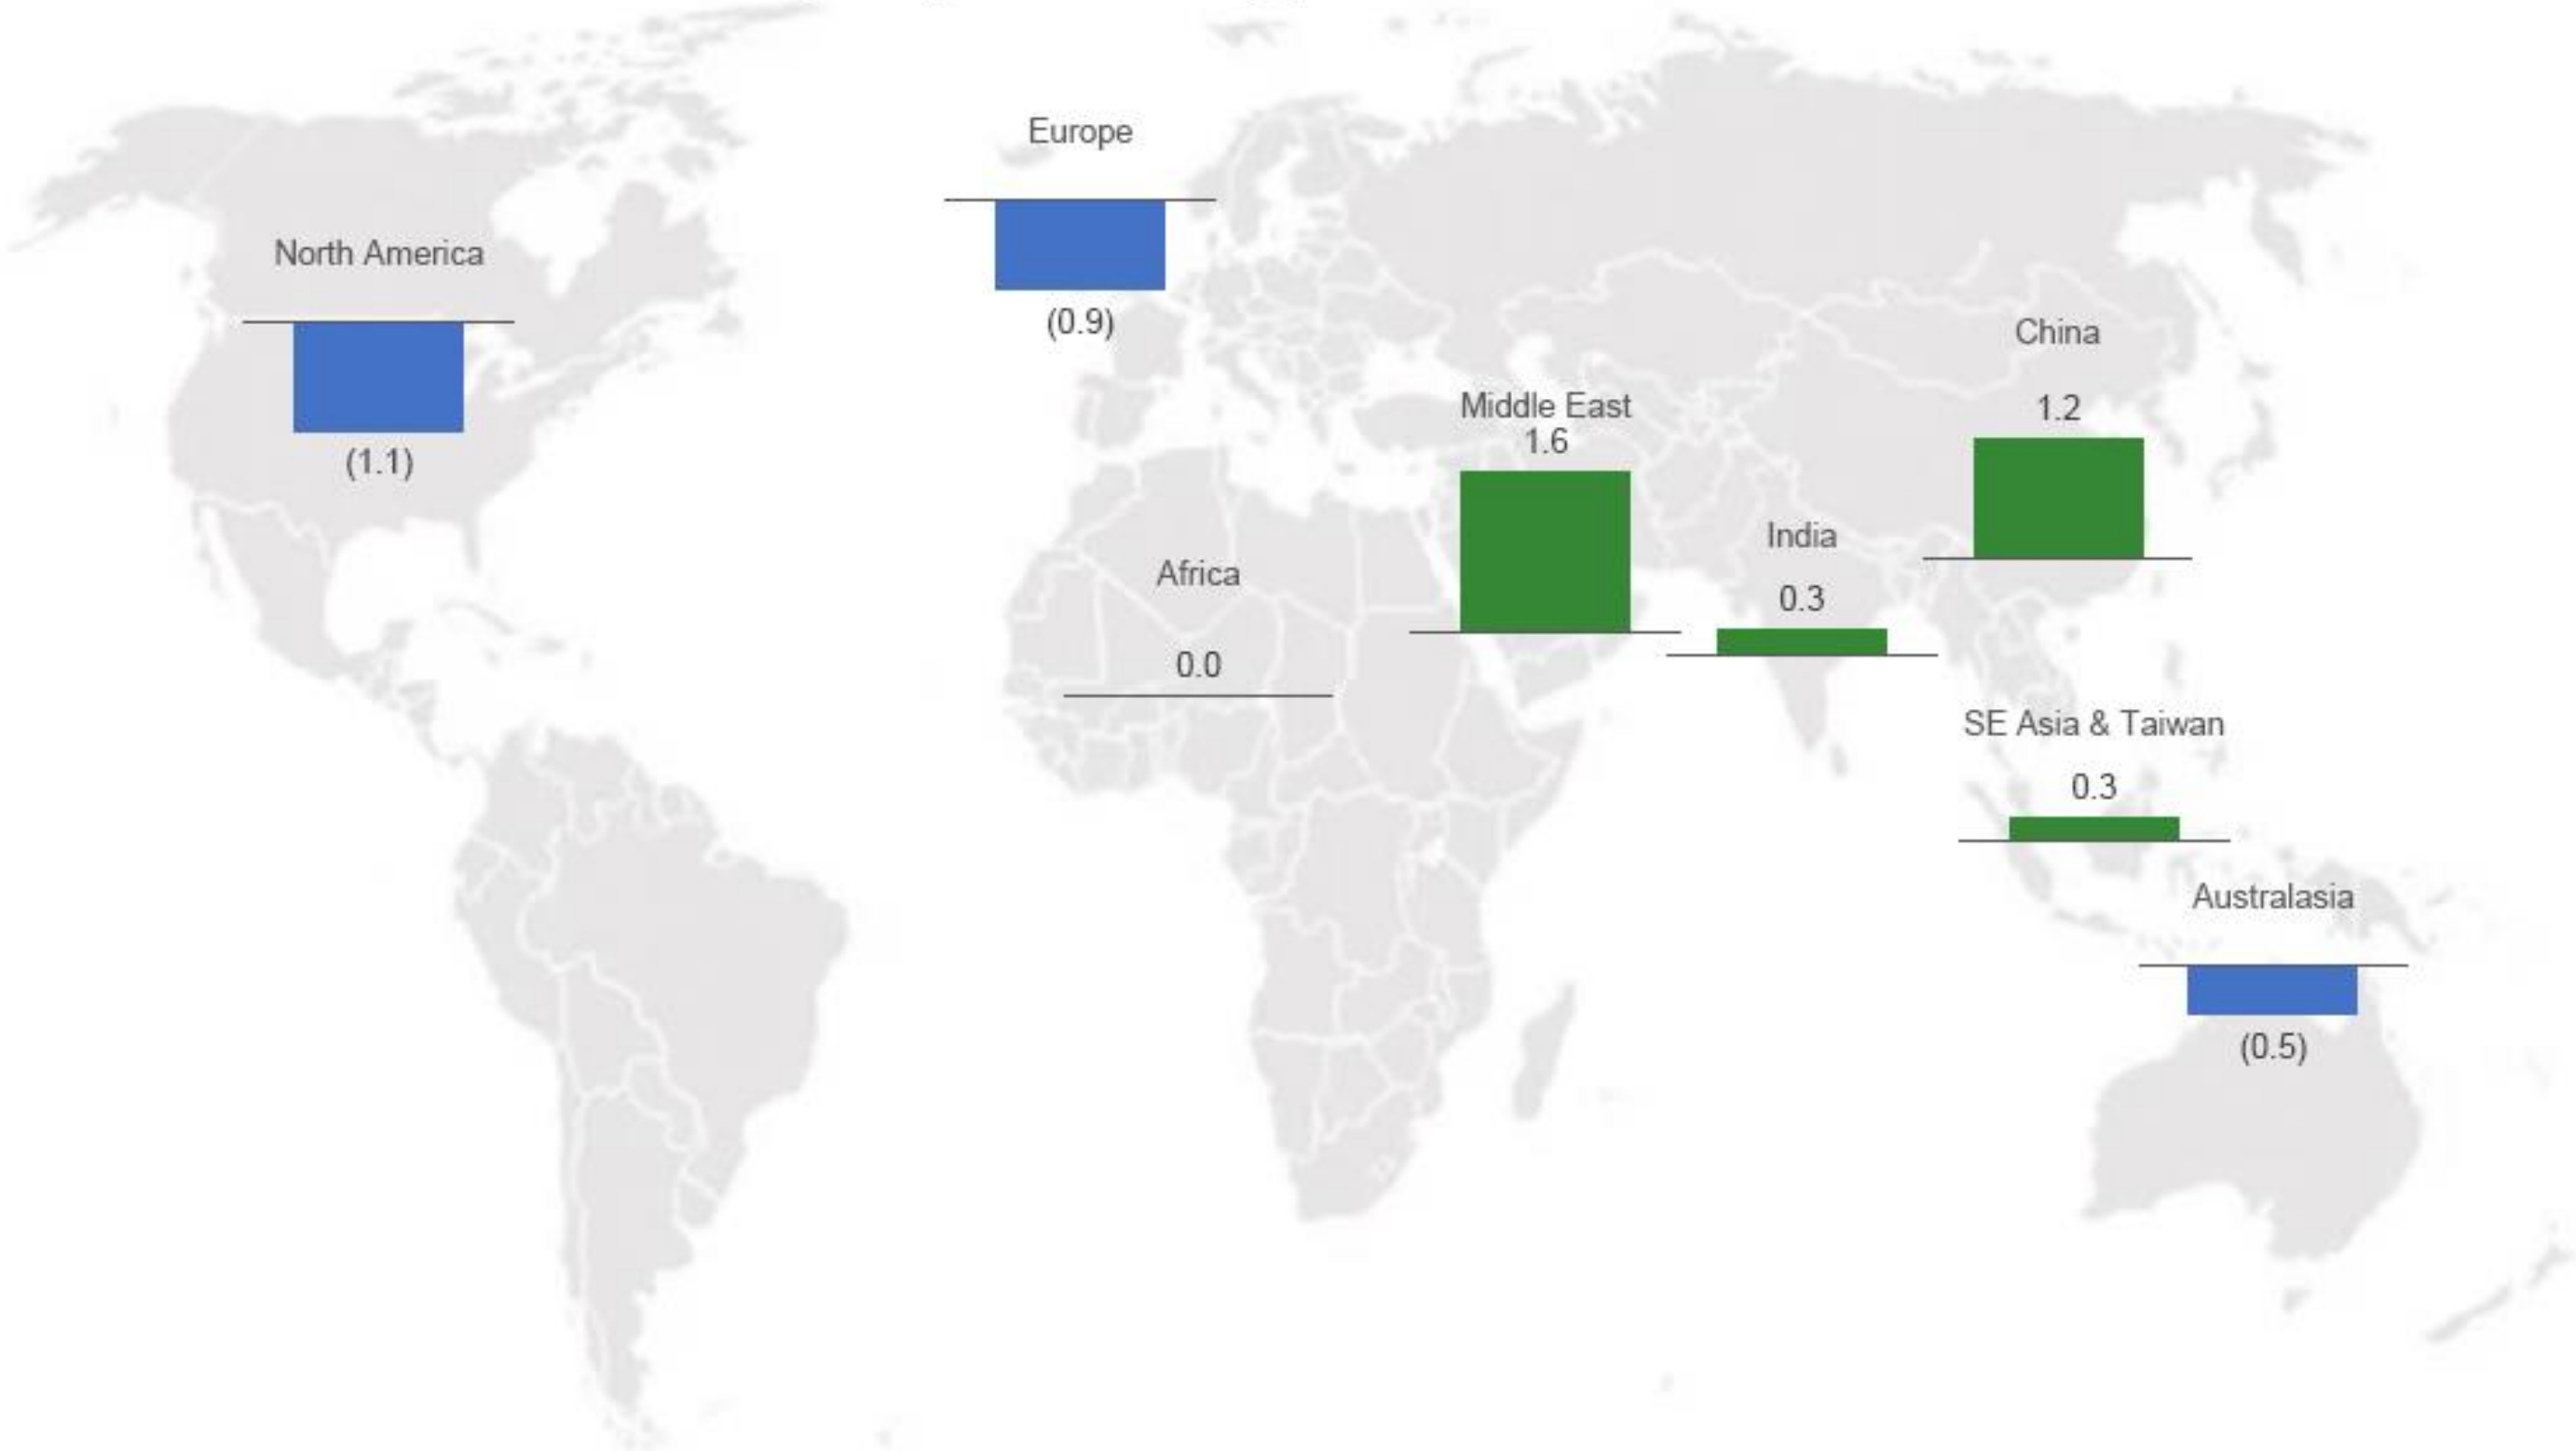 Europe
(0.9)
North America
(1.1)
China
1.2
Middle East
1.6
India
0.3
Africa
0.0
SE Asia & Taiwan
0.3
Australasia
(0.5)